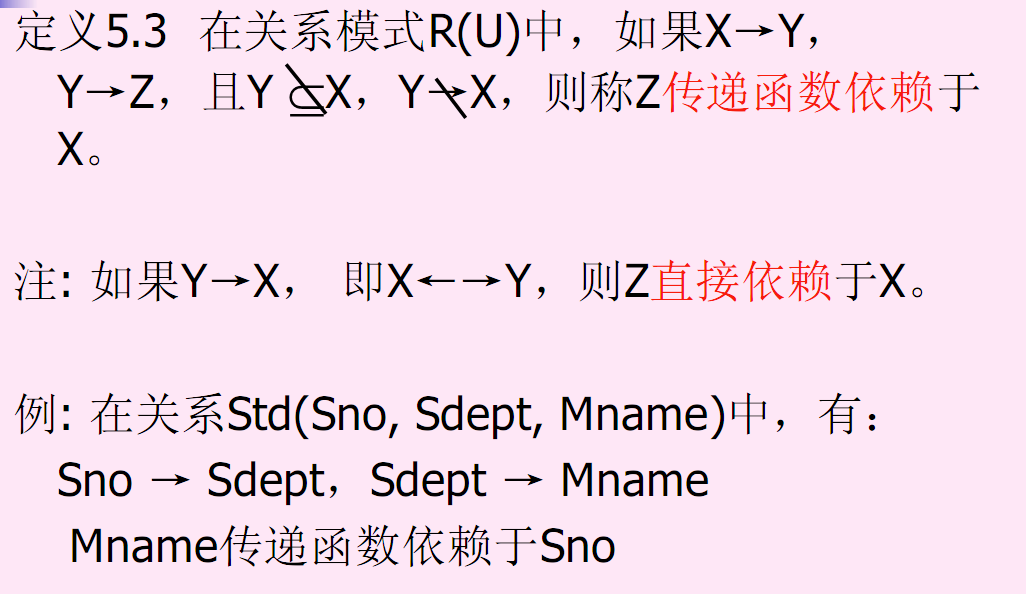 定义5.3 在关系模式R(U)中，如果X→Y，
Y→Z，且Y ⊈X，Y↛X，则称Z传递函数依赖于
X。
注: 如果Y→X， 即X←→Y，则Z直接依赖于X。
例: 在关系Std(Sno, Sdept, Mname)中，有：
Sno → Sdept，Sdept → Mname
Mname传递函数依赖于Sno